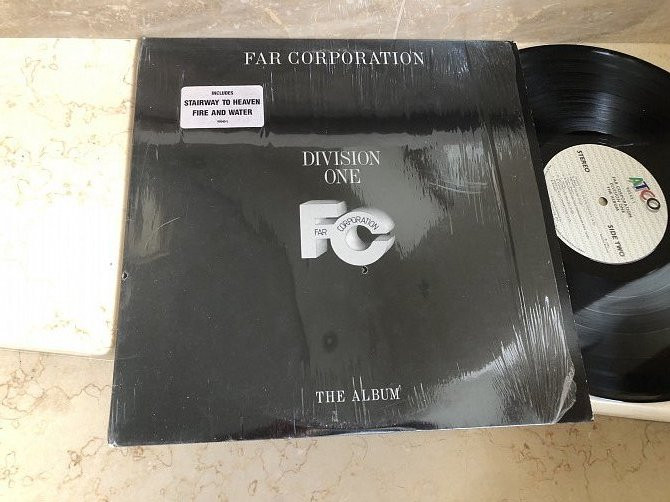 FAR CORPORATION
INCLUDES
STAIRWAY TO HEAVEN
FIRE AND WATER
DIVISION
ONE
FC
FAR CORPORATION
THE ALBUM
ATCO
STEREO
SIDE TWO